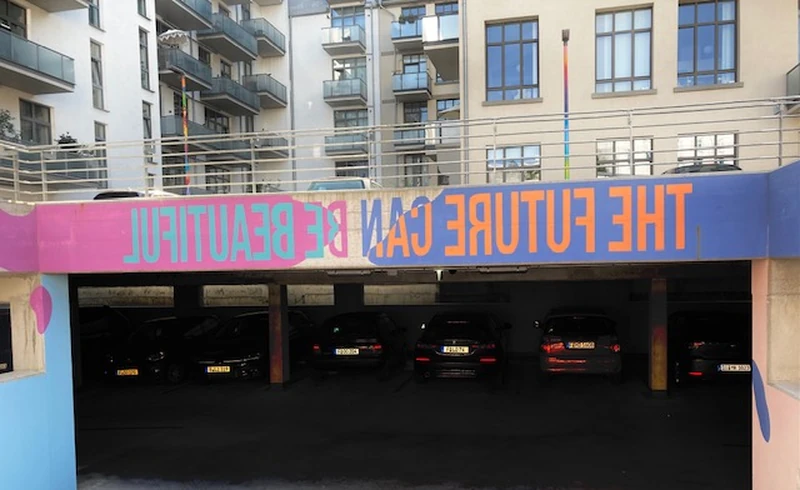 THE FUTURE CAN BE BEAUTIFUL